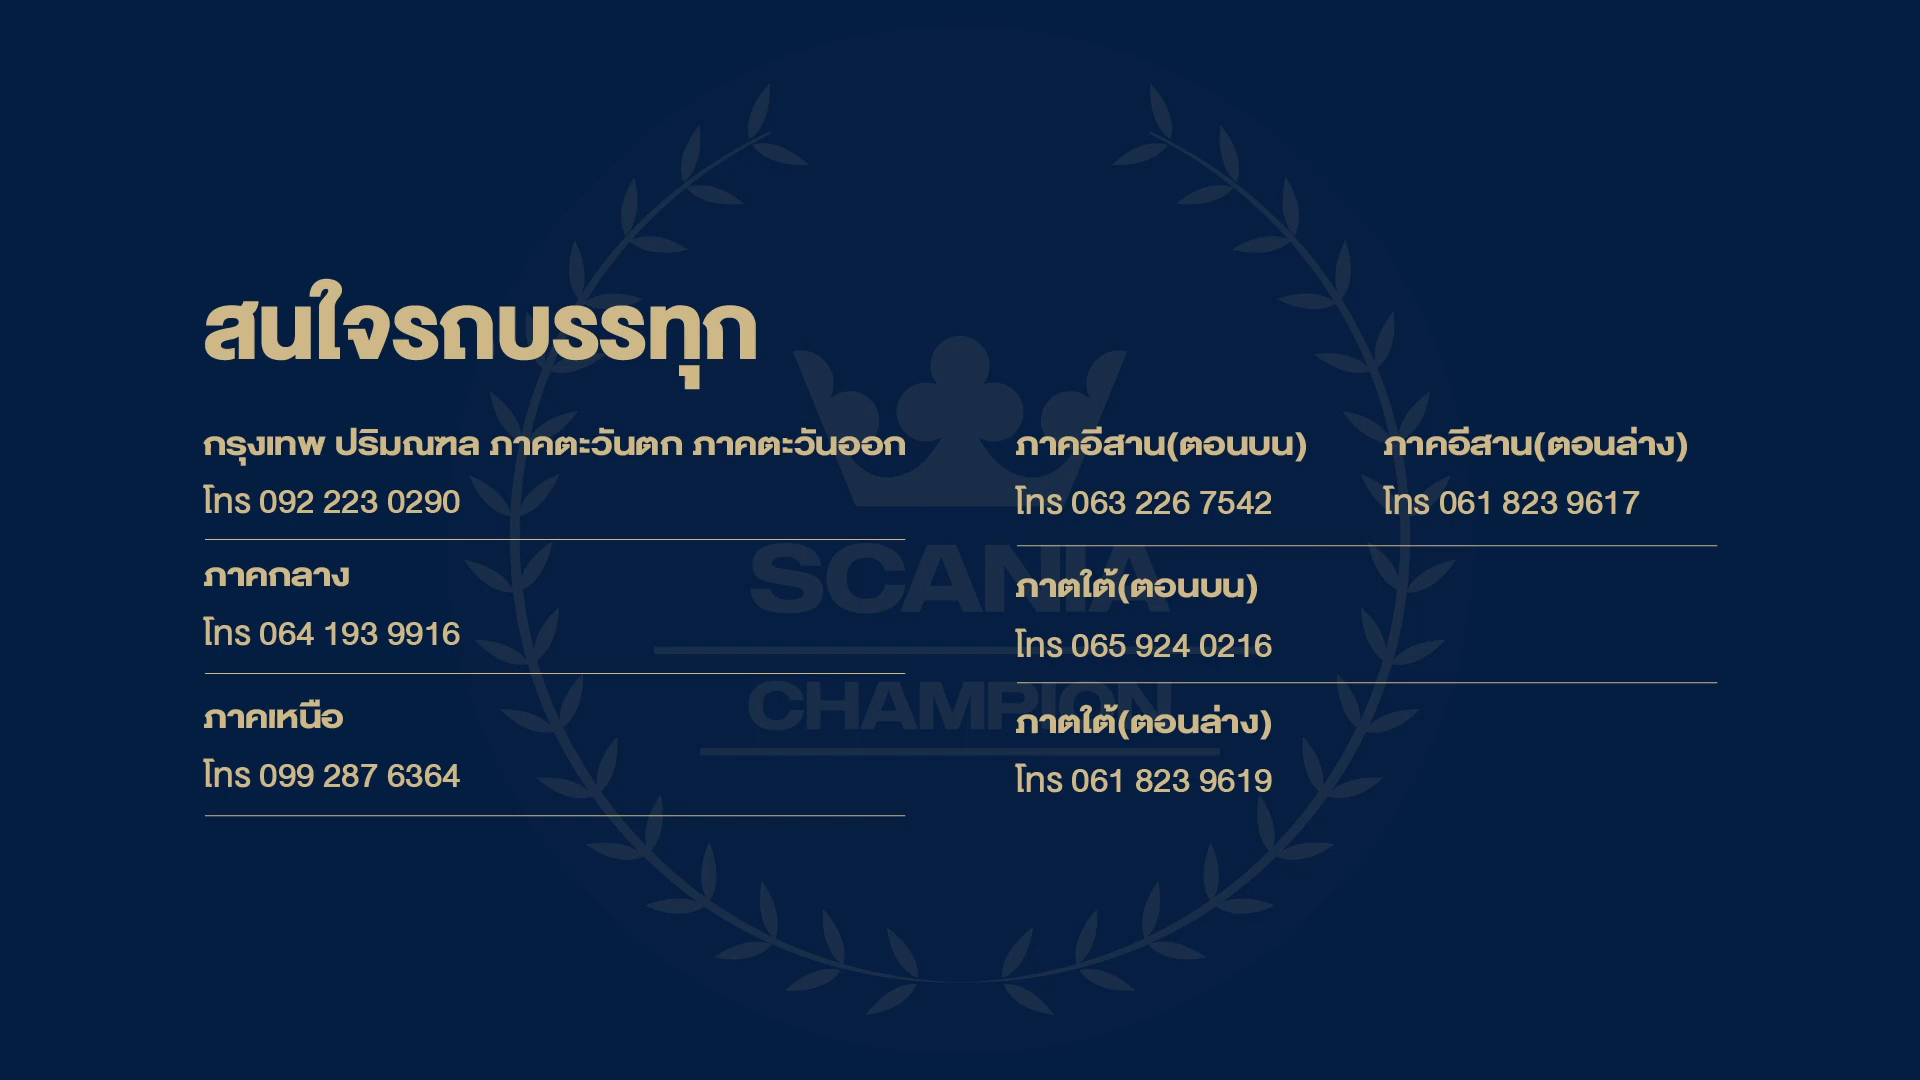 สนใจรถบรรทุก
กรุงเทพ ปริมณฑล ภาคตะวันตก ภาคตะวันออก
โทร 092 223 0290
ภาคกลาง
โทร 064 193 9916
ภาคเหนือ
โทร 099 287 6364
ภาคอีสาน(ตอนบน)
โทร 063 226 7542
ภาคอีสาน(ตอนล่าง)
โทร 061 823 9617
ภาตใต้(ตอนบน)
โทร 065 924 0216
ภาตใต้(ตอนล่าง)
โทร 061 823 9619
SCANIA
CHAMPION